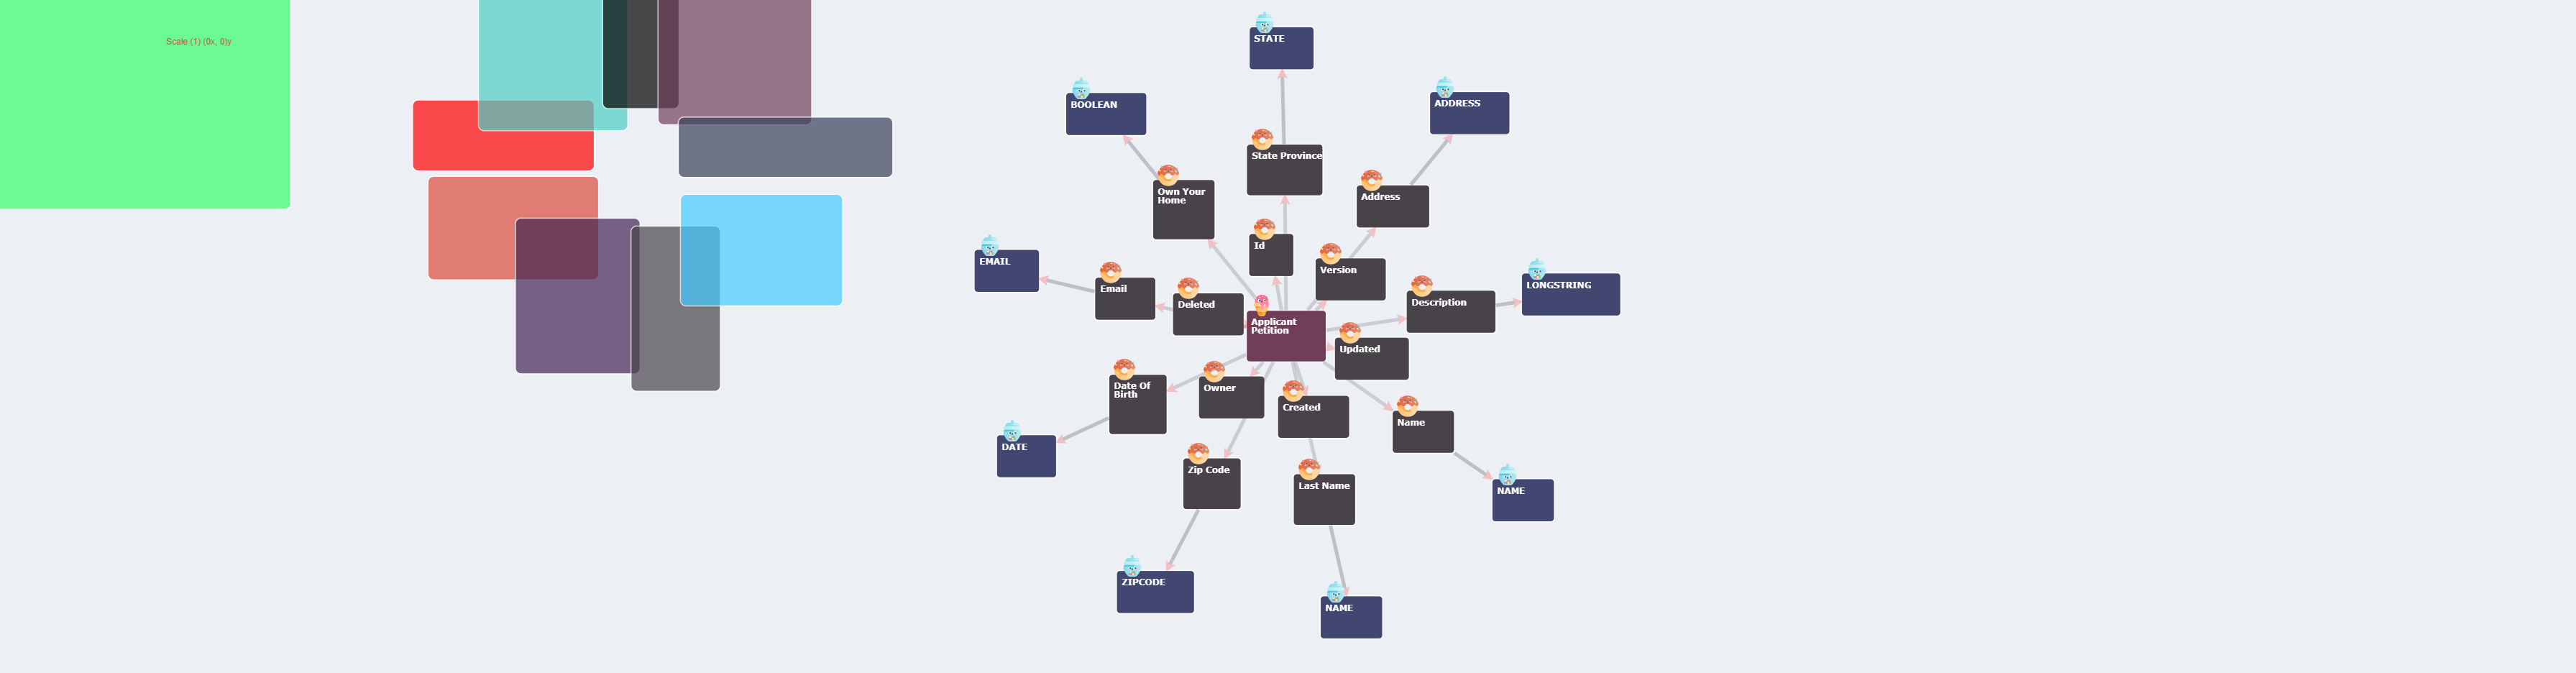 Scale (1) (0x, 0)y
STATE
BOOLEAN
ADDRESS
State Province
Own Your
Home
Address
Id
EMAIL
Version
LONGSTRING
Email
Deleted
Description
Applicant
Petition
Updated
Date Of
Birth
Owner
Created
Name
DATE
Zip Code
Last Name
NAME
ZIPCODE
NAME